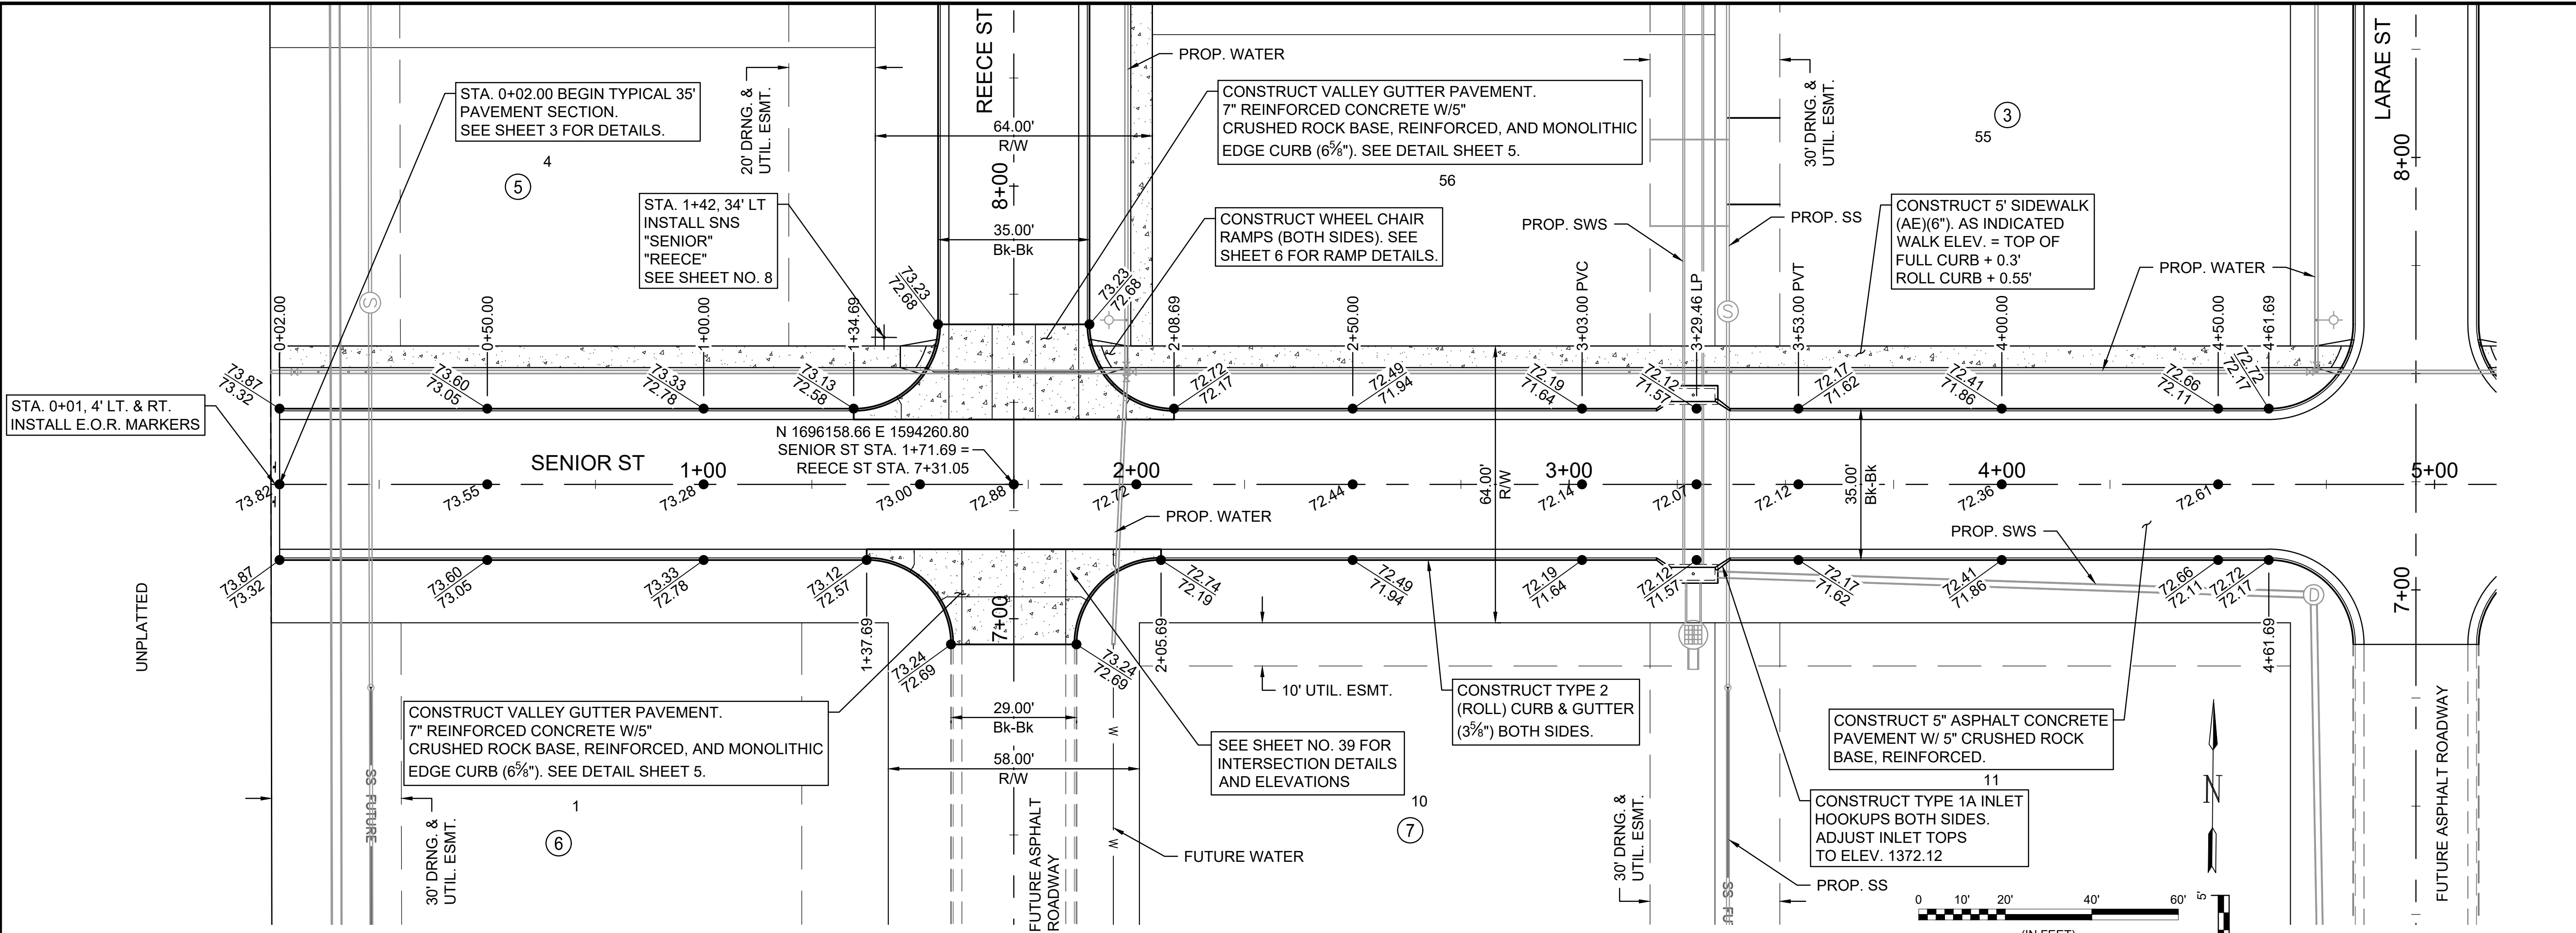 REECE ST
LARAE ST
PROP. WATER
STA. 0+02.00 BEGIN TYPICAL 35'
PAVEMENT SECTION.
SEE SHEET 3 FOR DETAILS.
4
5
20' DRNG. &
UTIL. ESMT.
64.00'
R/W
8+00
35.00'
Bk-Bk
CONSTRUCT VALLEY GUTTER PAVEMENT.
7" REINFORCED CONCRETE W/5"
CRUSHED ROCK BASE, REINFORCED, AND MONOLITHIC
EDGE CURB (6⅝"). SEE DETAIL SHEET 5.
56
30' DRNG. &
UTIL. ESMT.
3
55
8+00
STA. 1+42, 34' LT
INSTALL SNS
"SENIOR"
"REECE"
SEE SHEET NO. 8
CONSTRUCT WHEEL CHAIR
RAMPS (BOTH SIDES). SEE
SHEET 6 FOR RAMP DETAILS.
PROP. SWS
PROP. SS
CONSTRUCT 5' SIDEWALK
(AE)(6"). AS INDICATED
WALK ELEV. = TOP OF
FULL CURB + 0.3'
ROLL CURB + 0.55'
PROP. WATER
S
S
73.23
72.68
73.23
72.68
0+02.00
0+50.00
1+00.00
1+34.69
2+08.69
2+50.00
3+03.00 PVC
3+29.46 LP
3+53.00 PVT
4+00.00
4+50.00
4+61.69
73.87
73.32
73.60
73.05
73.33
72.78
73.13
72.58
72.72
72.17
72.49
71.94
72.19
71.64
72.12
71.57
72.17
71.62
72.41
71.86
72.66
72.11
72.72
72.17
STA. 0+01, 4' LT. & RT.
INSTALL E.O.R. MARKERS
N 1696158.66 E 1594260.80
SENIOR ST STA. 1+71.69 =
REECE ST STA. 7+31.05
SENIOR ST
1+00
2+00
3+00
4+00
5+00
64.00'
R/W
35.00'
Bk-Bk
73.82
73.55
73.28
73.00
72.88
72.72
72.44
72.14
72.07
72.12
72.36
72.61
PROP. WATER
PROP. SWS
73.87
73.32
73.60
73.05
73.33
72.78
73.12
72.57
72.74
72.19
72.49
71.94
72.19
71.64
72.12
71.57
72.17
71.62
72.41
71.86
72.66
72.11
72.72
72.17
D
7+00
7+00
1+37.69
2+05.69
4+61.69
73.24
72.69
73.24
72.69
UNPLATTED
10' UTIL. ESMT.
CONSTRUCT TYPE 2
(ROLL) CURB & GUTTER
(3⅝") BOTH SIDES.
CONSTRUCT VALLEY GUTTER PAVEMENT.
7" REINFORCED CONCRETE W/5"
CRUSHED ROCK BASE, REINFORCED, AND MONOLITHIC
EDGE CURB (6⅝"). SEE DETAIL SHEET 5.
29.00'
Bk-Bk
58.00'
R/W
W
W
SEE SHEET NO. 39 FOR
INTERSECTION DETAILS
AND ELEVATIONS
CONSTRUCT 5" ASPHALT CONCRETE
PAVEMENT W/ 5" CRUSHED ROCK
BASE, REINFORCED.
11
CONSTRUCT TYPE 1A INLET
HOOKUPS BOTH SIDES.
ADJUST INLET TOPS
TO ELEV. 1372.12
1
6
10
7
SS FUTURE
30' DRNG. &
UTIL. ESMT.
FUTURE ASPHALT
ROADWAY
FUTURE WATER
30' DRNG. &
UTIL. ESMT.
PROP. SS
SS FU
N
FUTURE ASPHALT ROADWAY
0 10' 20' 40' 60'
5'
(IN FEET)